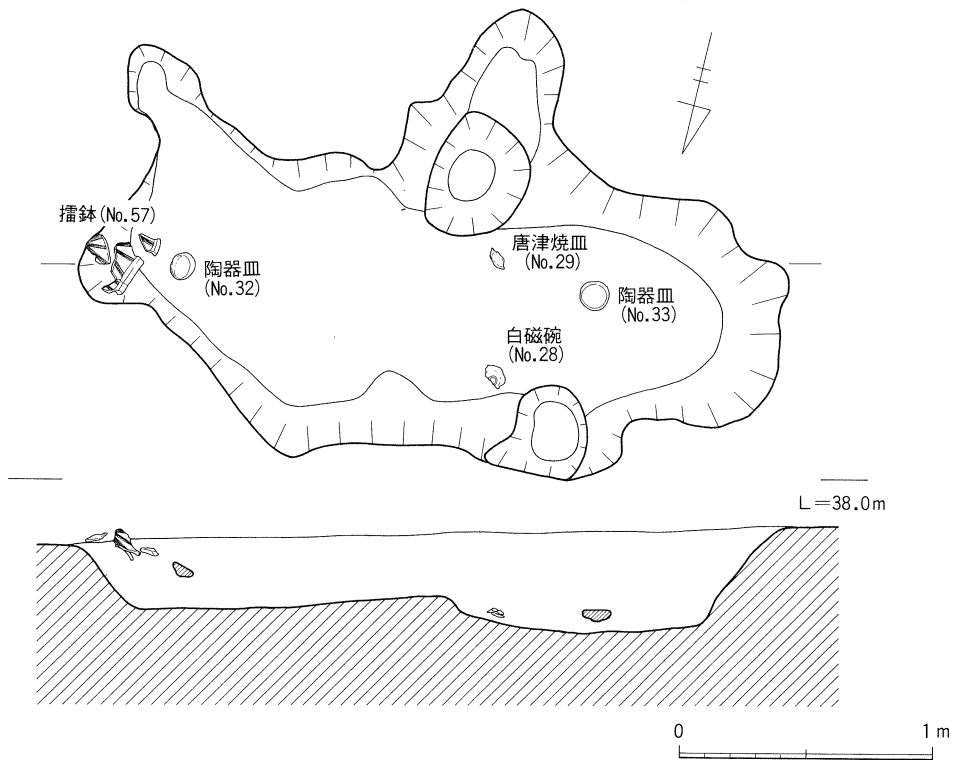 擂鉢(No.57)
陶器皿
(No.32)
唐津焼皿
(No.29)
陶器皿
(No.33)
白磁碗
(No.28)
L=38.0m
0 1m